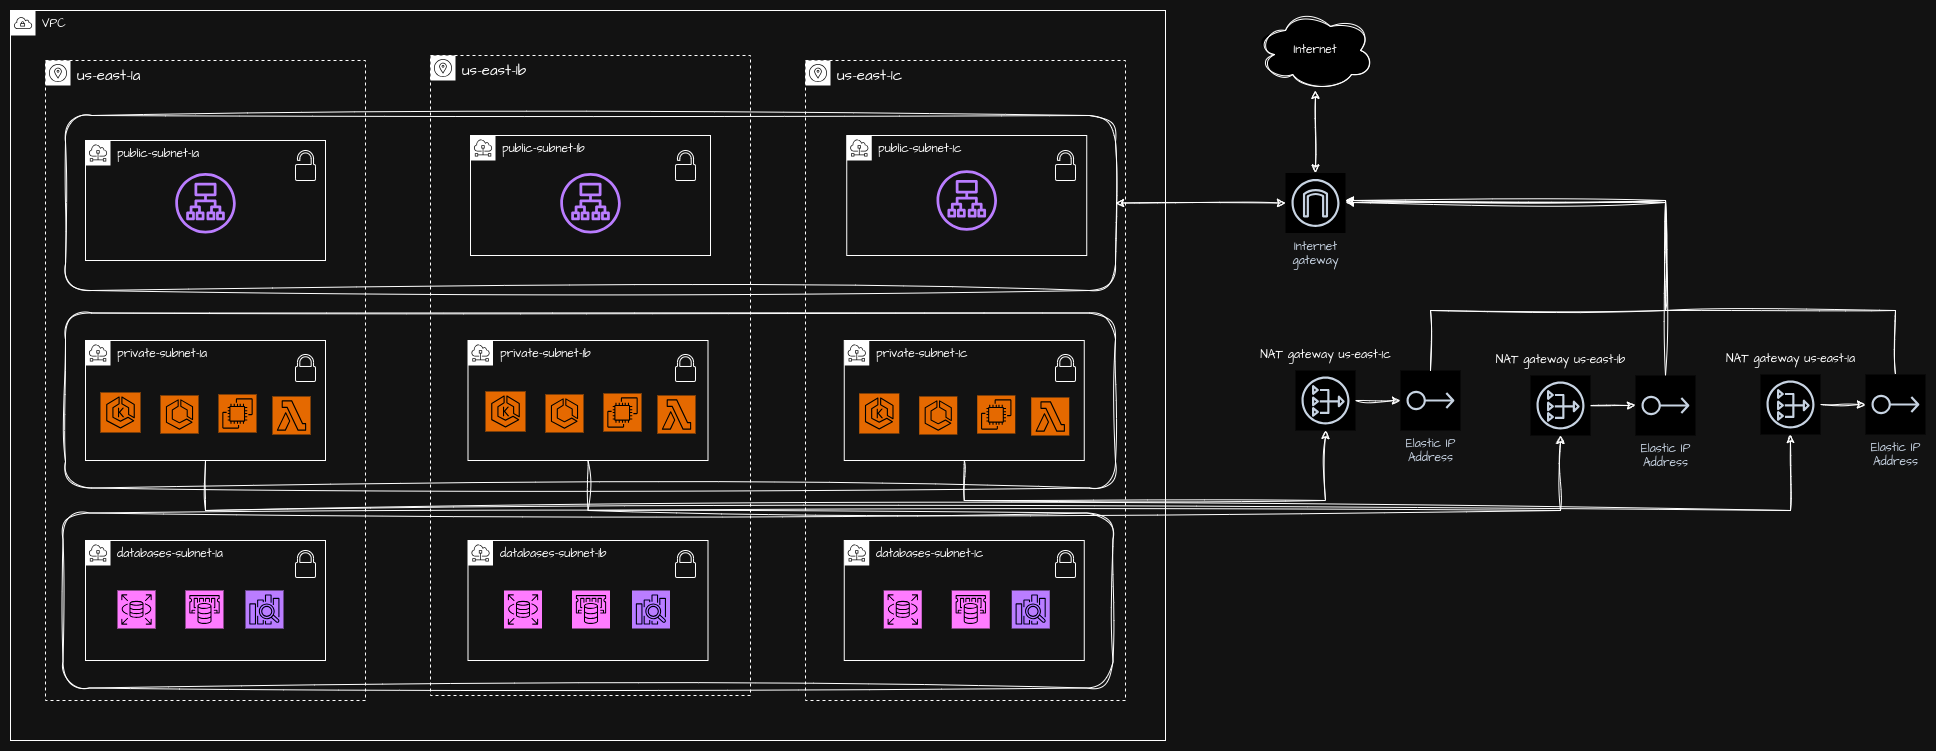 VPC
us-east-1a
us-east-1b
us-east-1c
public-subnet-1a
public-subnet-1b
public-subnet-1c
private-subnet-1a
K
private-subnet-1b
K
private-subnet-1c
K
databases-subnet-1a
databases-subnet-1b
databases-subnet-1c
Internet
Internet
gateway
NAT gateway us-east-1c
Elastic IP
Address
NAT gateway us-east-1b
Elastic IP
Address
NAT gateway us-east-1a
Elastic IP
Address